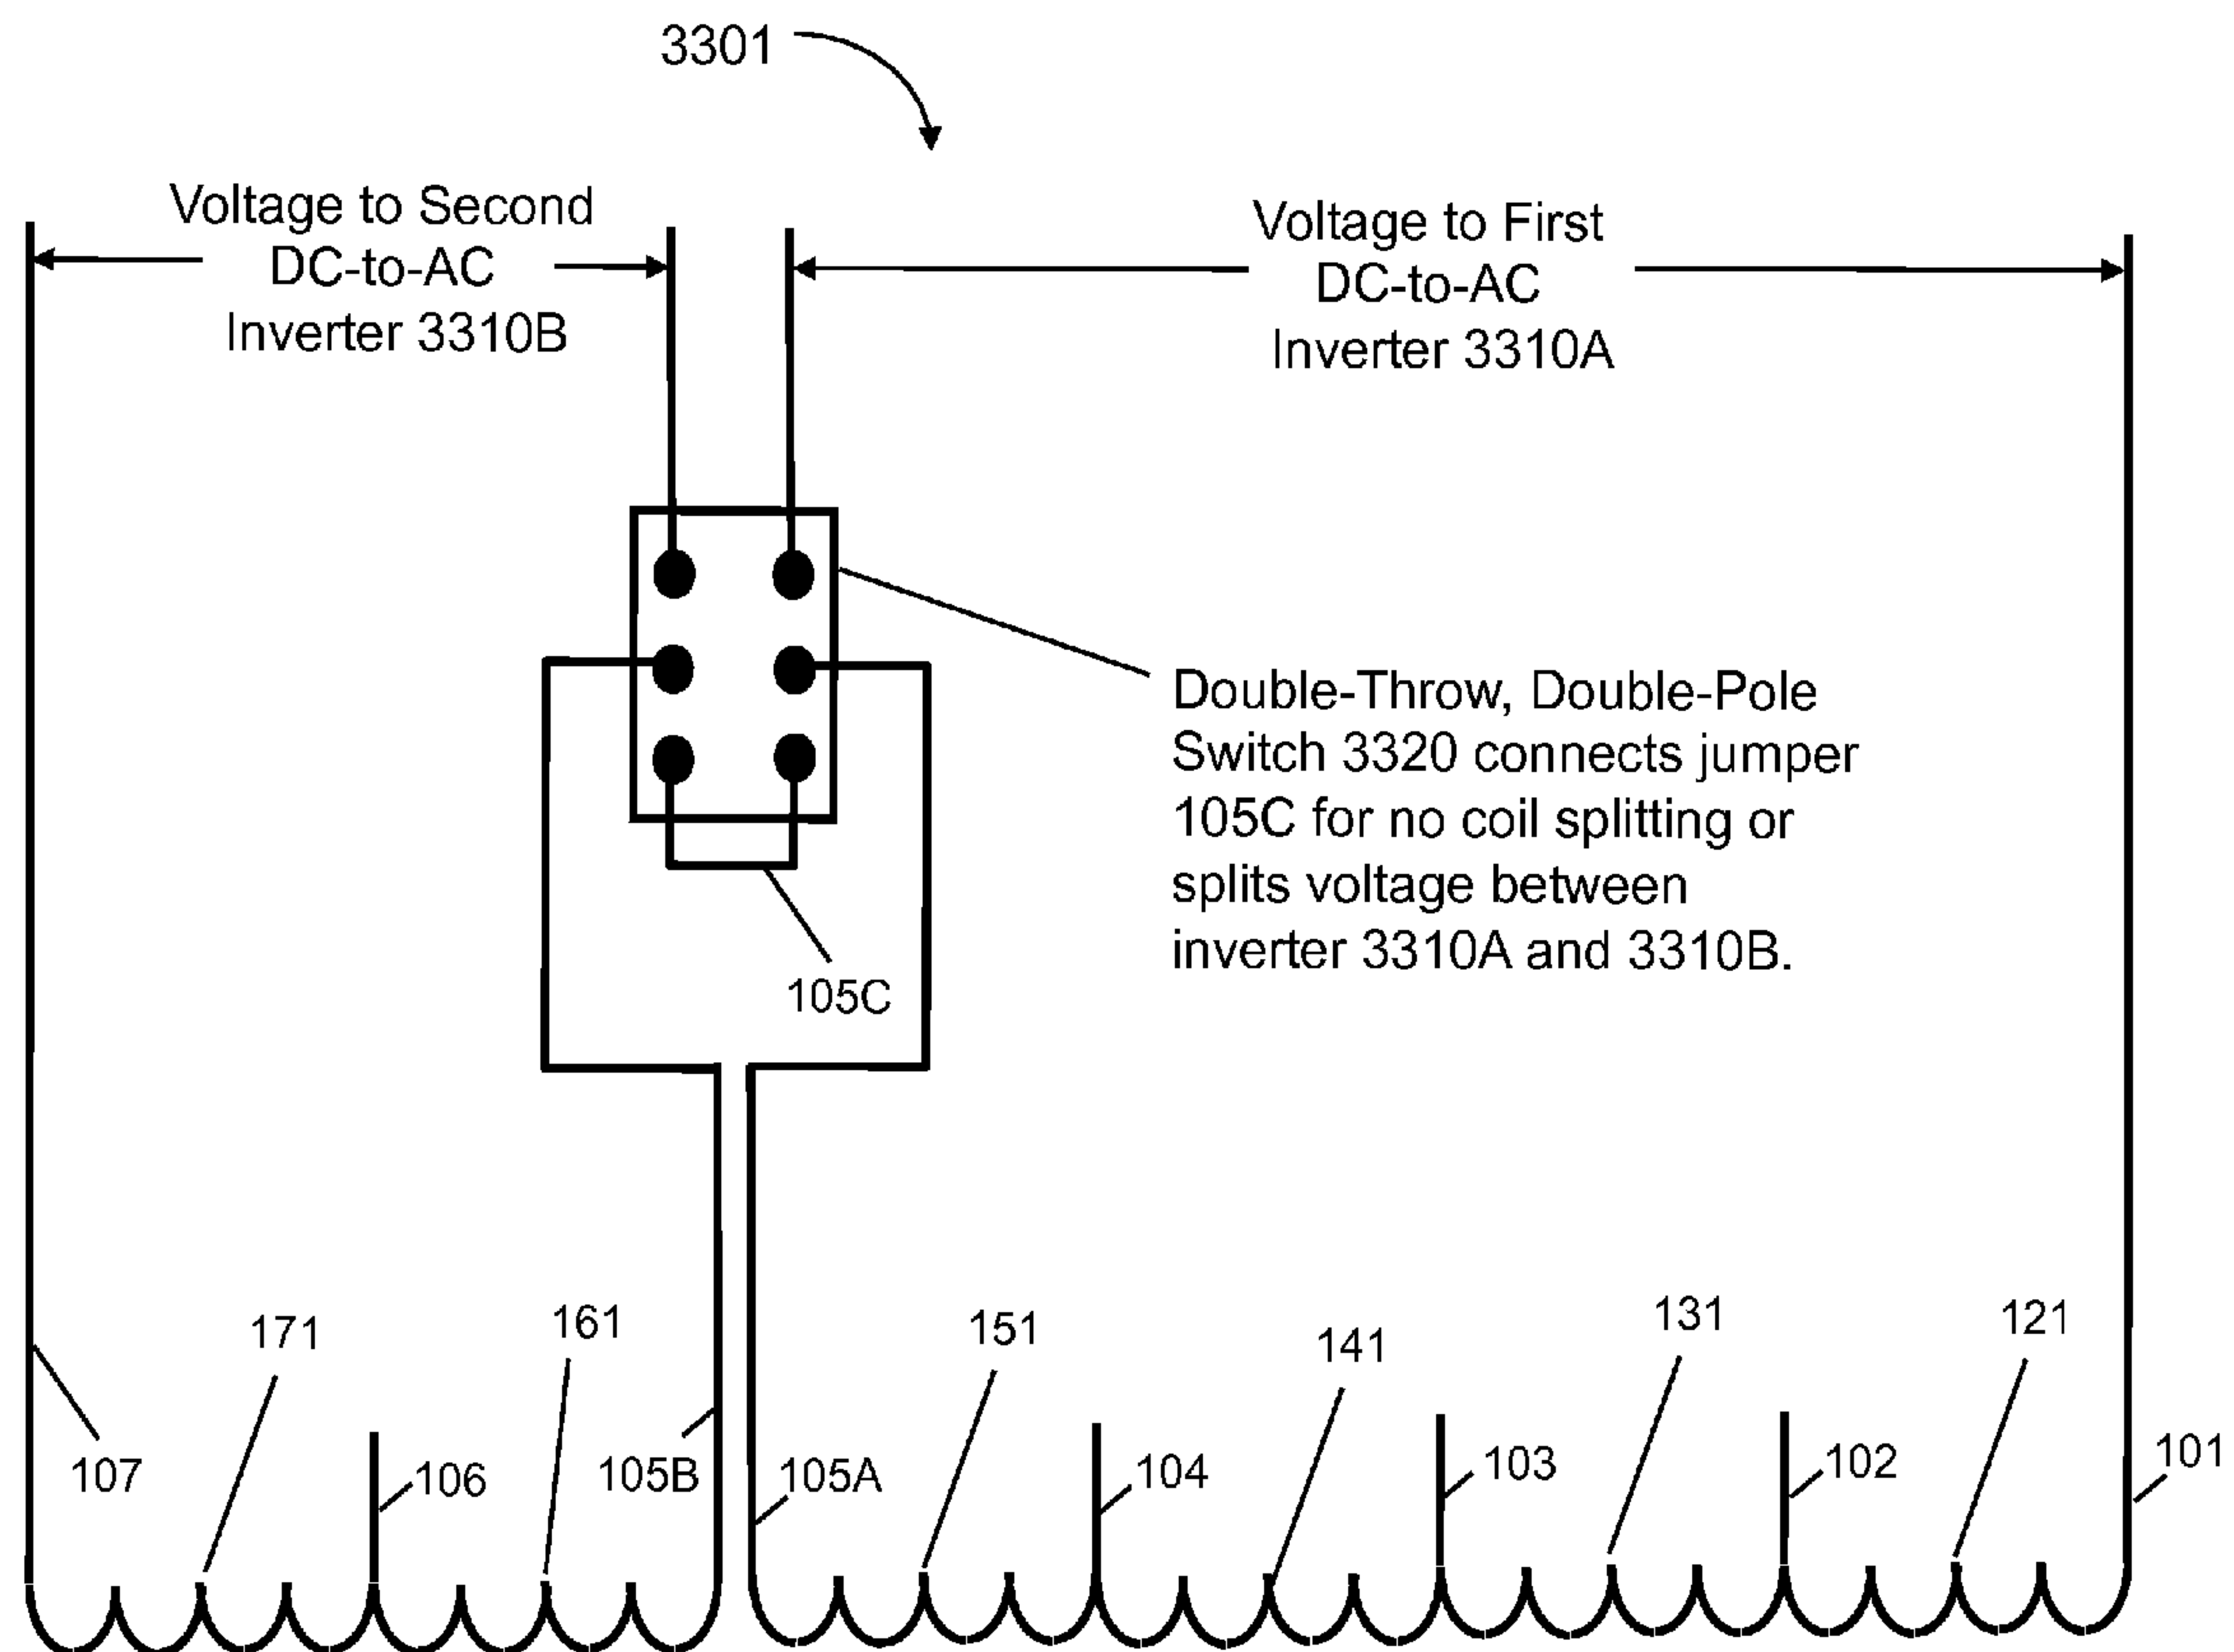 3301
Voltage to Second
DC-to-AC
Inverter 3310B
Voltage to First
DC-to-AC
Inverter 3310A
Double-Throw, Double-Pole
Switch 3320 connects jumper
105C for no coil splitting or
splits voltage between
inverter 3310A and 3310B.
105C
171
161
151
141
131
121
107
106
105B
105A
104
103
102
101